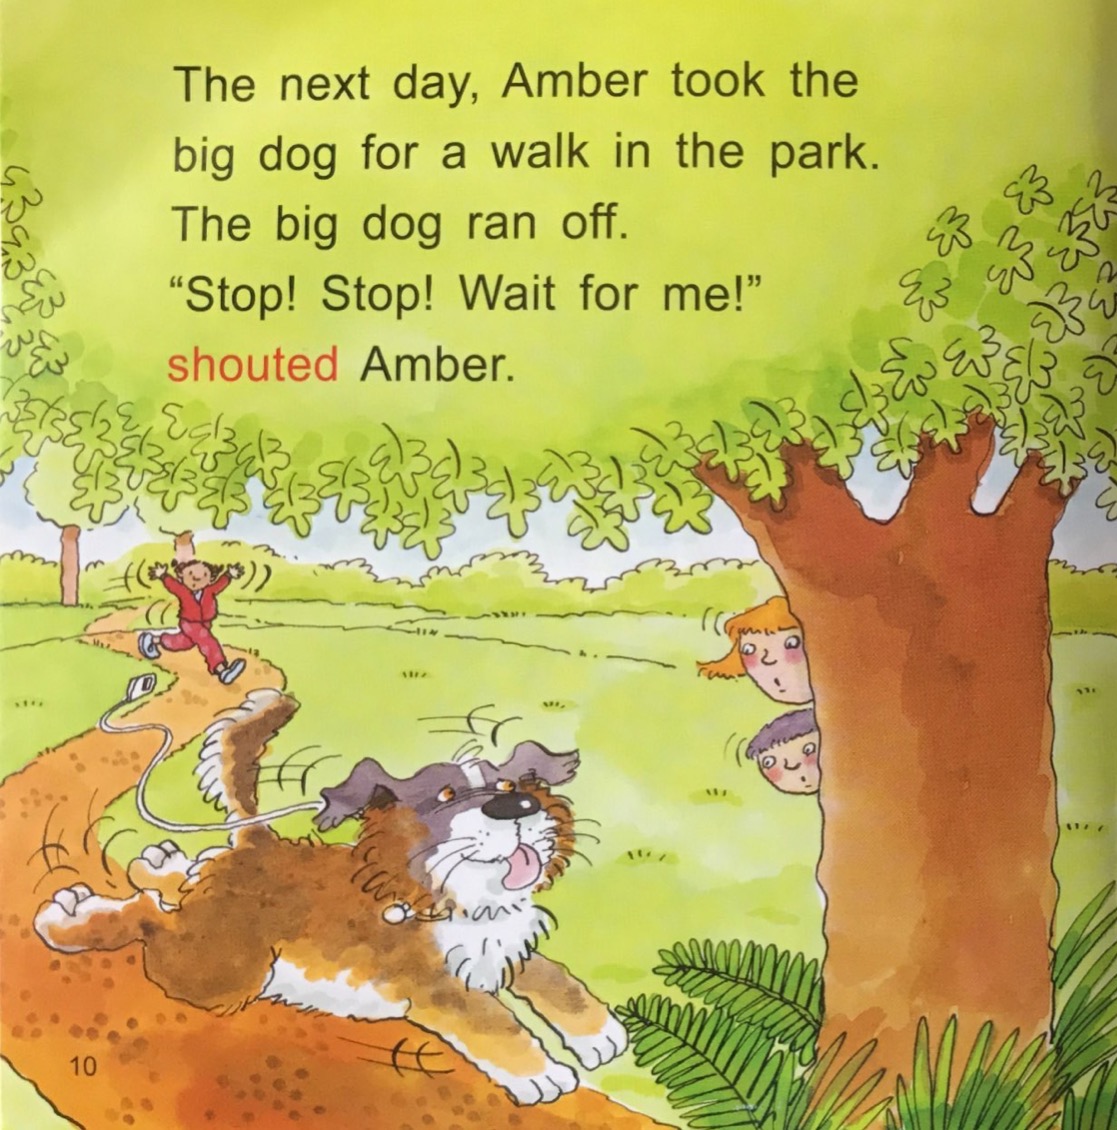 The next day, Amber took the
big dog for a walk in the park.
The big dog ran off.
“Stop! Stop! Wait for me!”
shouted Amber.
10